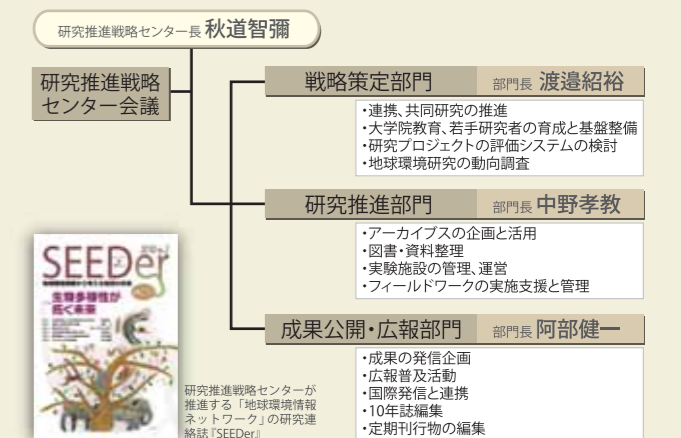 研究推進戦略センター長 秋道智彌
研究推進戦略
センター会議
戦略策定部門 部門長 渡邉紹裕
・連携、共同研究の推進
・大学院教育、若手研究者の育成と基盤整備
・研究プロジェクトの評価システムの検討
・地球環境研究の動向調査
研究推進部門 部門長 中野孝教
・アーカイブスの企画と活用
・図書・資料整理
・実験施設の管理、運営
・フィールドワークの実施支援と管理
成果公開・広報部門 部門長 阿部健一
・成果の発信企画
・広報普及活動
・国際発信と連携
・10年誌編集
・定期刊行物の編集
SEEDer
生物多様性が
拓く未来
研究推進戦略センターが
推進する「地球環境情報
ネットワーク」の研究連
絡誌『SEEDer』